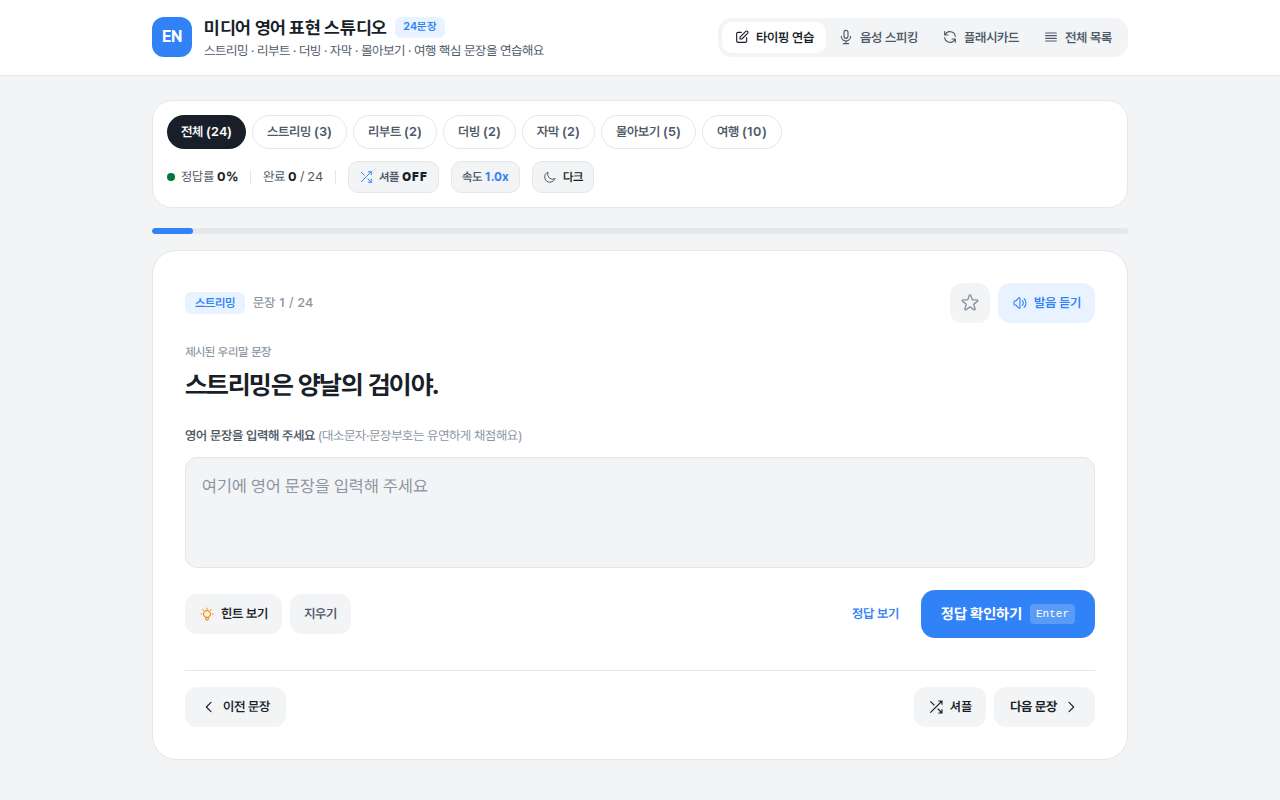 EN
미디어 영어 표현 스튜디오 24문장
스트리밍 · 리부트 · 더빙 · 자막 · 몰아보기 · 여행 핵심 문장을 연습해요
타이핑 연습 음성 스피킹 플래시카드 전체 목록
전체 (24) 스트리밍 (3) 리부트 (2) 더빙 (2) 자막 (2) 몰아보기 (5) 여행 (10)
정답률 0% 완료 0 / 24 셔플 OFF 속도 1.0x 다크
스트리밍 문장 1 / 24 발음 듣기
제시된 우리말 문장
스트리밍은 양날의 검이야.
영어 문장을 입력해 주세요 (대소문자·문장부호는 유연하게 채점해요)
여기에 영어 문장을 입력해 주세요
힌트 보기 지우기 정답 보기 정답 확인하기 Enter
이전 문장 셔플 다음 문장